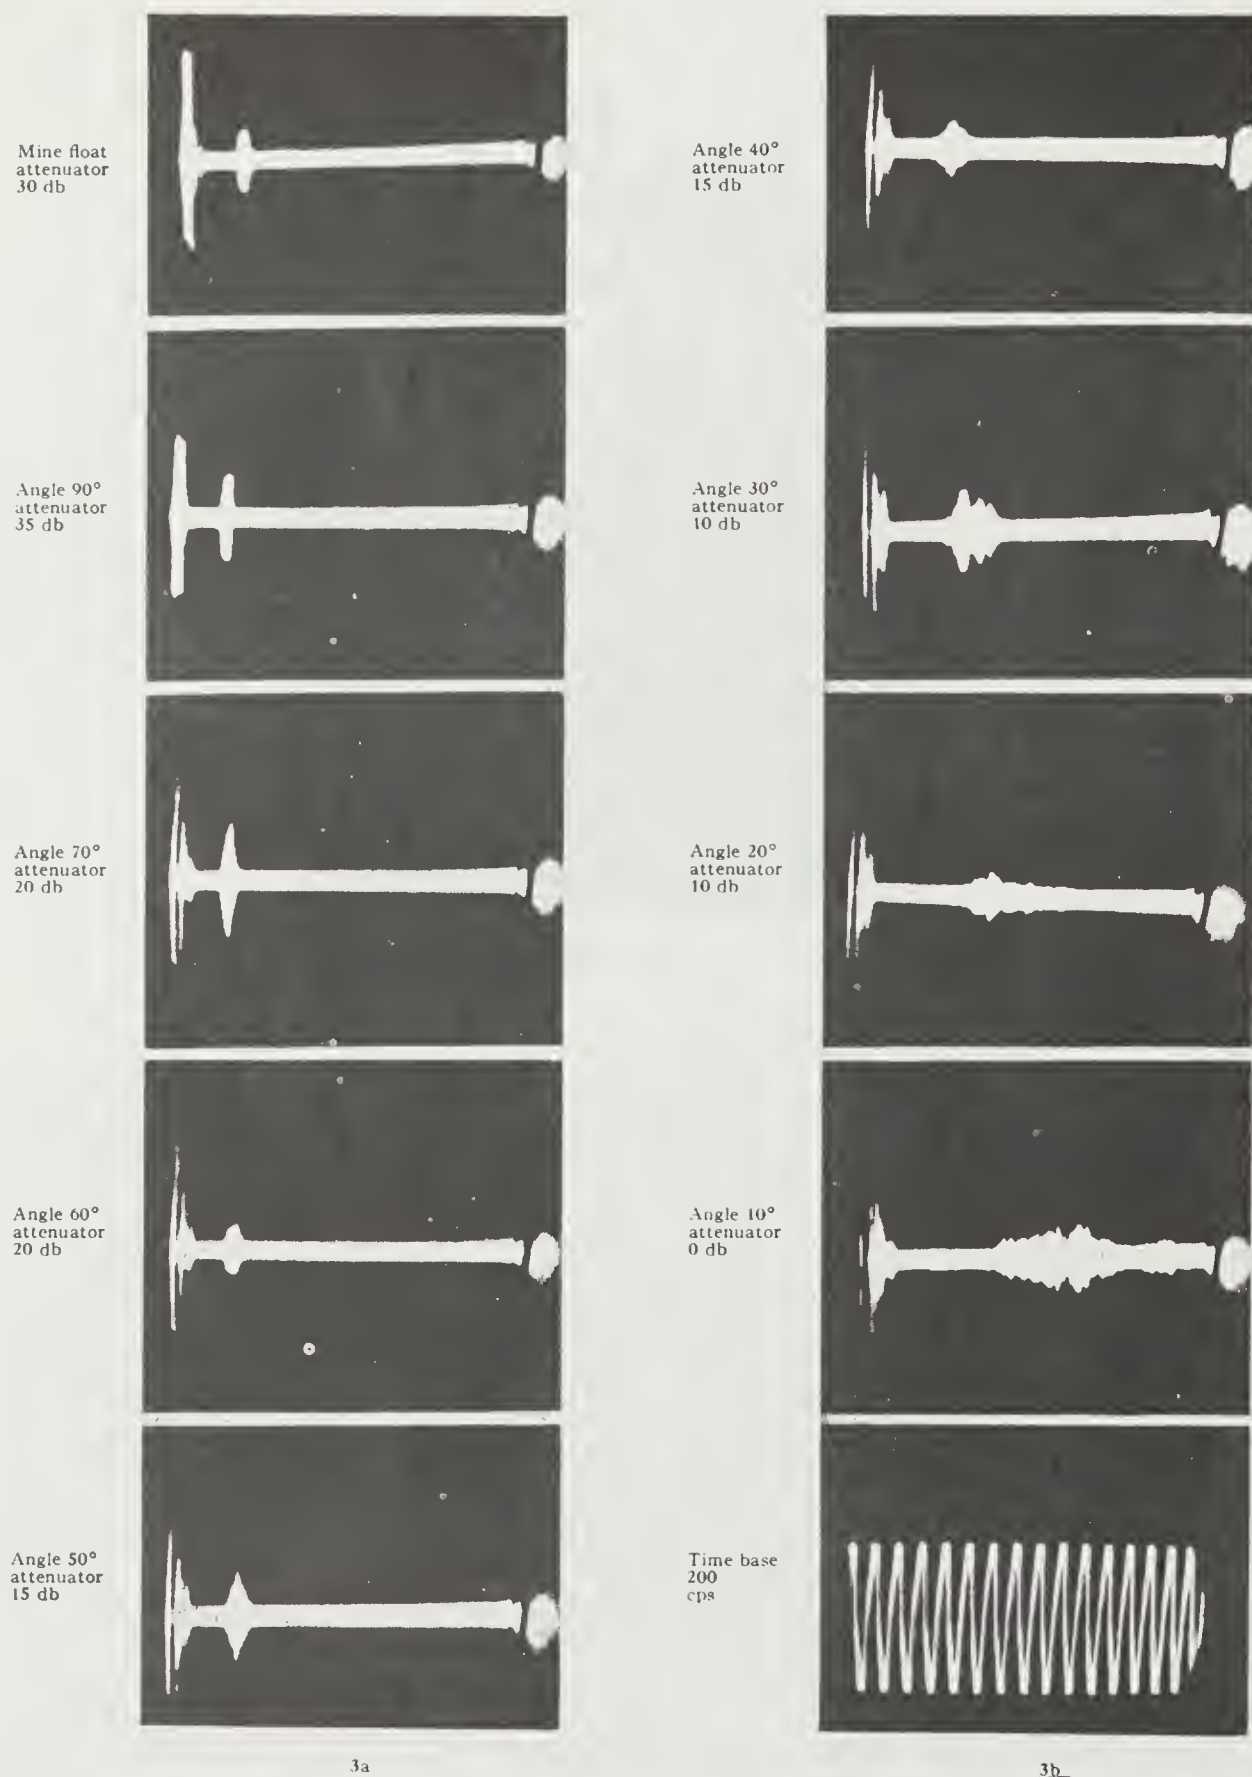 Mine float
attenuator
30 db
Angle 90°
attenuator
35 db
Angle 70°
attenuator
20 db
Angle 60°
attenuator
20 db
Angle 50°
attenuator
15 db
3a
Angle 40°
attenuator
15 db
Angle 30°
attenuator
10 db
Angle 20°
attenuator
10 db
Angle 10°
attenuator
0 db
Time base
200
cps
3b